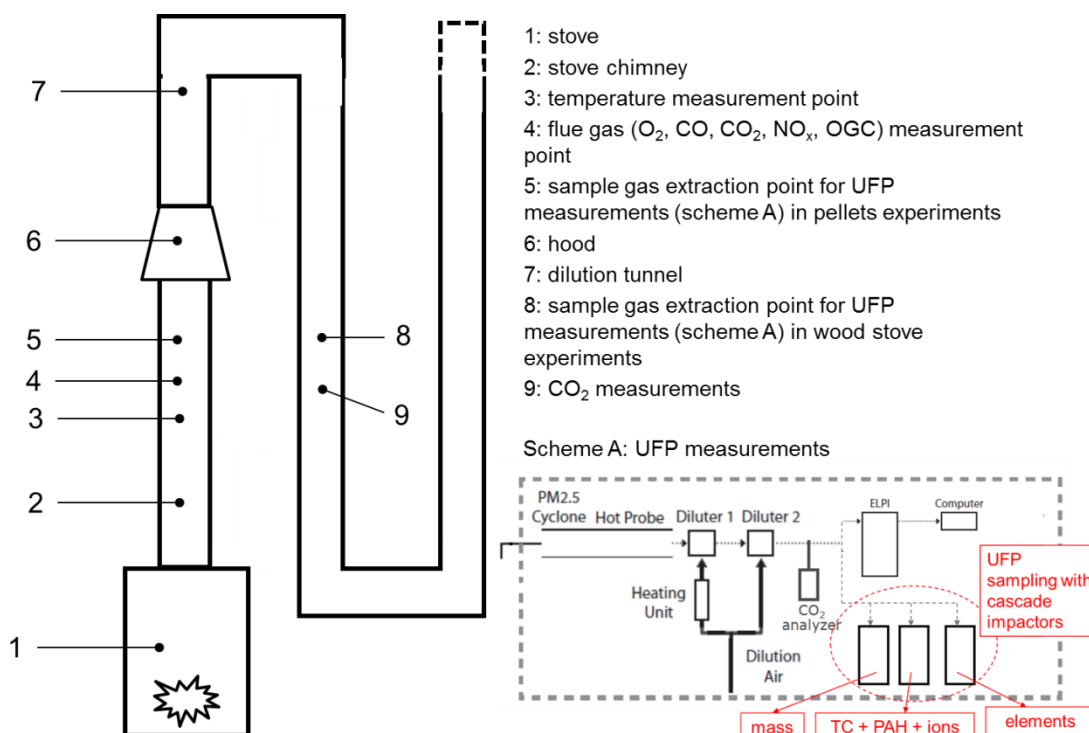 7
6
5
4
3
2
1
8
9
1: stove
2: stove chimney
3: temperature measurement point
4: flue gas (O₂, CO, CO₂, NOₓ, OGC) measurement
point
5: sample gas extraction point for UFP
measurements (scheme A) in pellets experiments
6: hood
7: dilution tunnel
8: sample gas extraction point for UFP
measurements (scheme A) in wood stove
experiments
9: CO₂ measurements
Scheme A: UFP measurements
PM2.5
Cyclone Hot Probe Diluter 1 Diluter 2
ELPI
Computer
Heating
Unit
CO₂
analyzer
Dilution
Air
UFP
sampling with
cascade
impactors
mass
TC + PAH + ions
elements